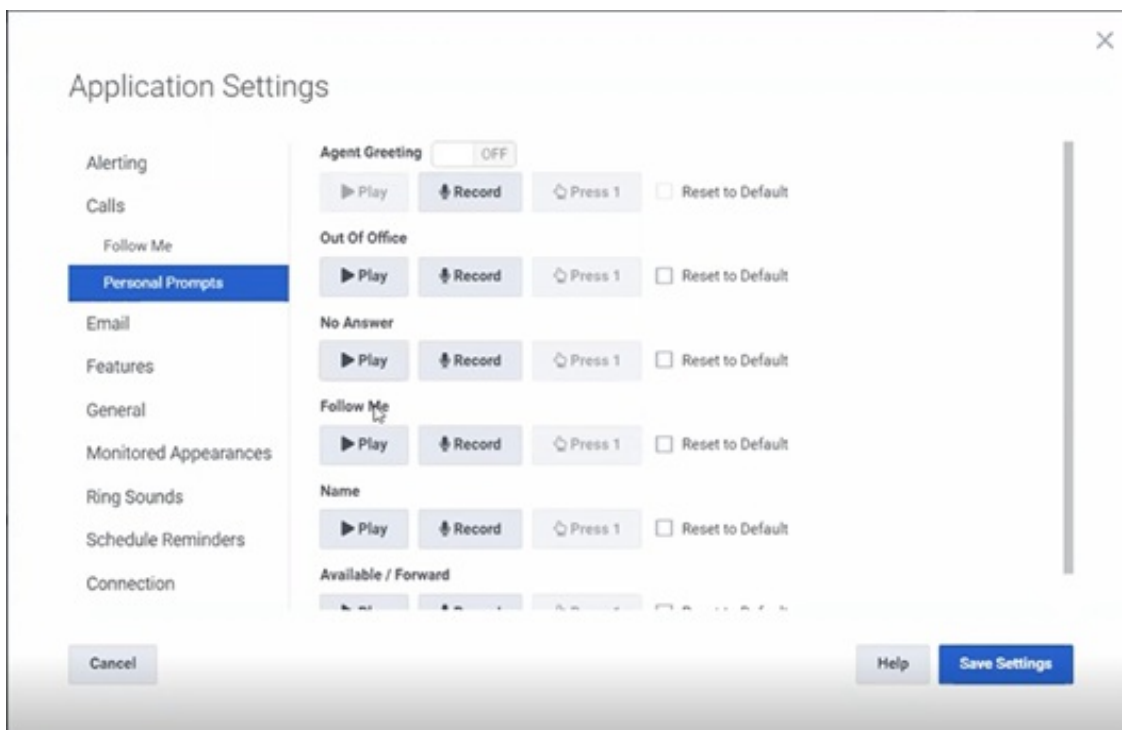 Application Settings
Alerting
Calls
Follow Me
Personal Prompts
Email
Features
General
Monitored Appearances
Ring Sounds
Schedule Reminders
Connection
Agent Greeting OFF
Play Record Press 1 Reset to Default
Out Of Office
Play Record Press 1 Reset to Default
No Answer
Play Record Press 1 Reset to Default
Follow Me
Play Record Press 1 Reset to Default
Name
Play Record Press 1 Reset to Default
Available / Forward
Cancel Help Save Settings